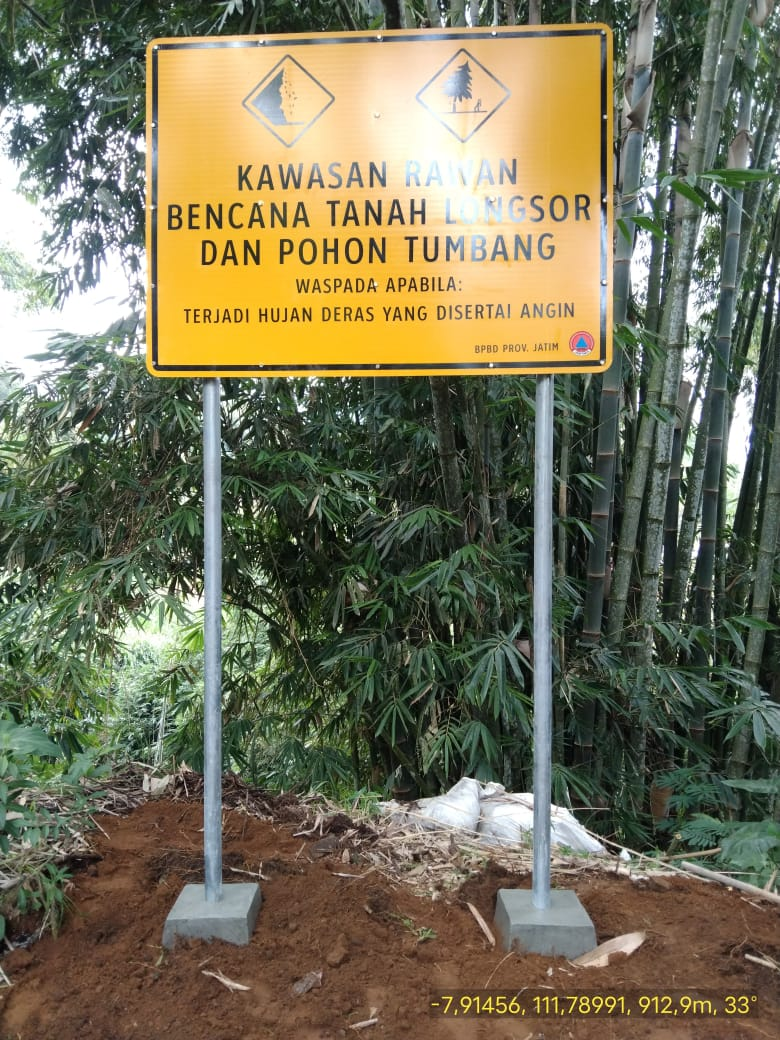 KAWASAN RAWAN
BENCANA TANAH LONGSOR
DAN POHON TUMBANG
WASPADA APABILA:
TERJADI HUJAN DERAS YANG DISERTAI ANGIN
BPBD PROV. JATIM
-7,91456, 111,78991, 912,9m, 33°